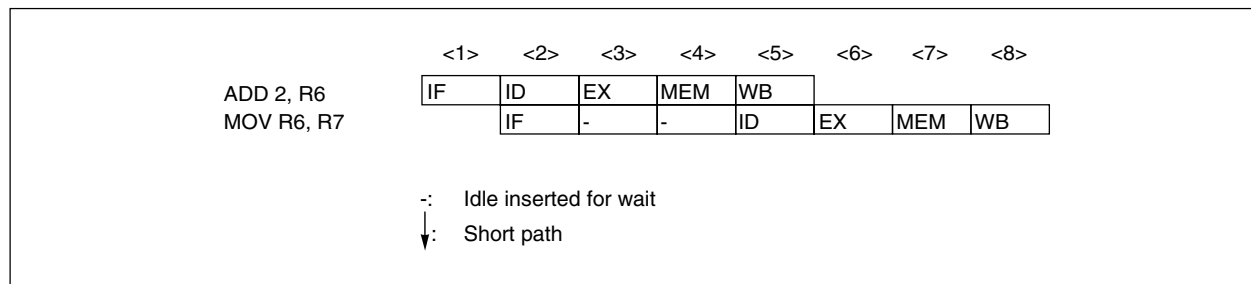 <1> <2> <3> <4> <5> <6> <7> <8>
ADD 2, R6 IF ID EX MEM WB
MOV R6, R7 IF - - ID EX MEM WB
-: Idle inserted for wait
: Short path